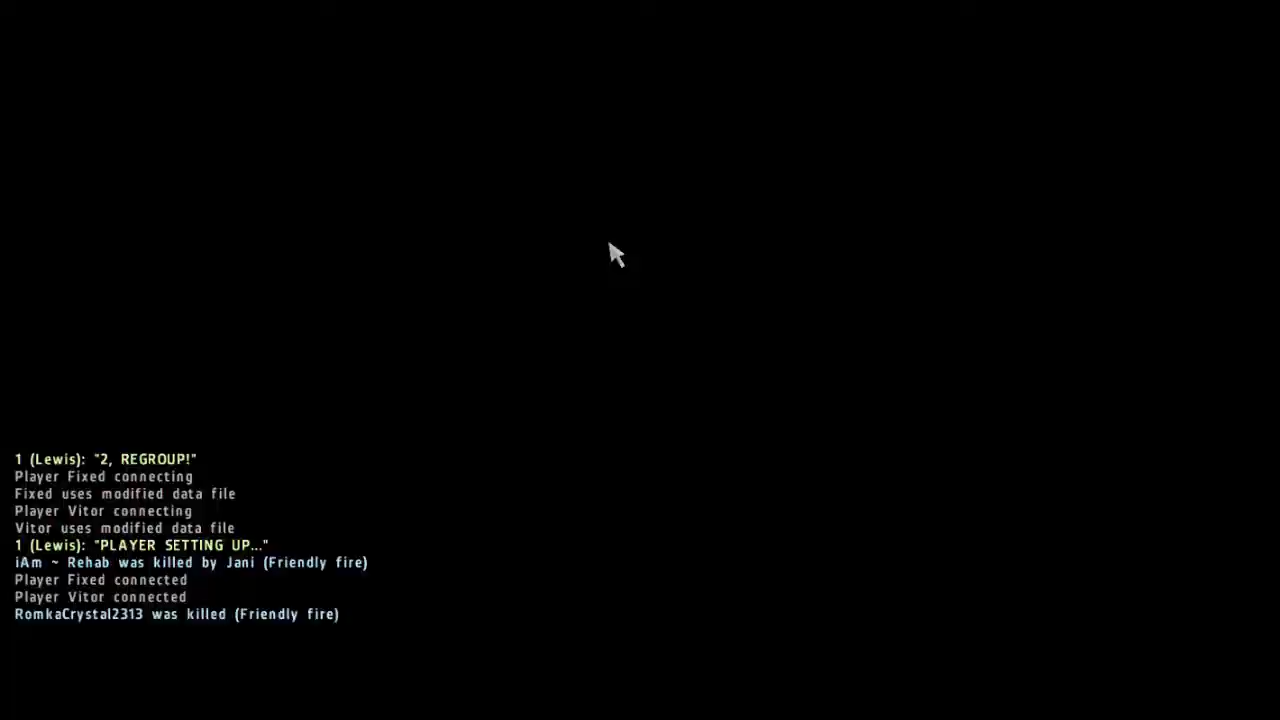 1 (Lewis): "2, REGROUP!"
Player Fixed connecting
Fixed uses modified data file
Player Vitor connecting
Vitor uses modified data file
1 (Lewis): "PLAYER SETTING UP..."
iAm ~ Rehab was killed by Jani (Friendly fire)
Player Fixed connected
Player Vitor connected
RomkaCrystal2313 was killed (Friendly fire)